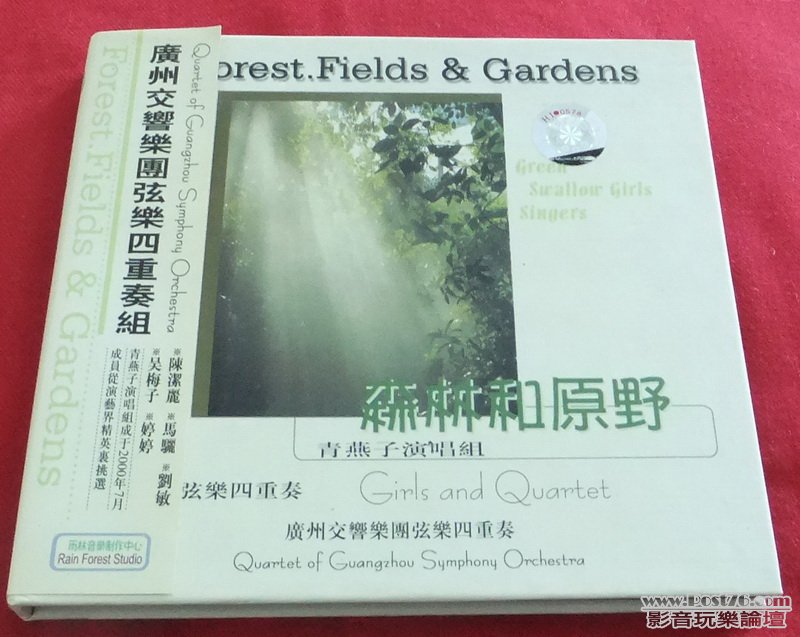 Forest.Fields & Gardens
廣州交響樂團弦樂四重奏組
Quartet of Guangzhou Symphony Orchestra
※陳潔麗 ※馬驪 ※劉敏
※吴梅子 ※婷婷
青燕子演唱組成于2000年7月
成員從演藝界精英裏挑選
雨林音樂制作中心
Rain Forest Studio
orest.Fields & Gardens
H1 0578
Green
Swallow Girls
Singers
森林和原野
青燕子演唱組
弦樂四重奏
Girls and Quartet
廣州交響樂團弦樂四重奏
Quartet of Guangzhou Symphony Orchestra
www.Post76.com
影音玩樂論壇